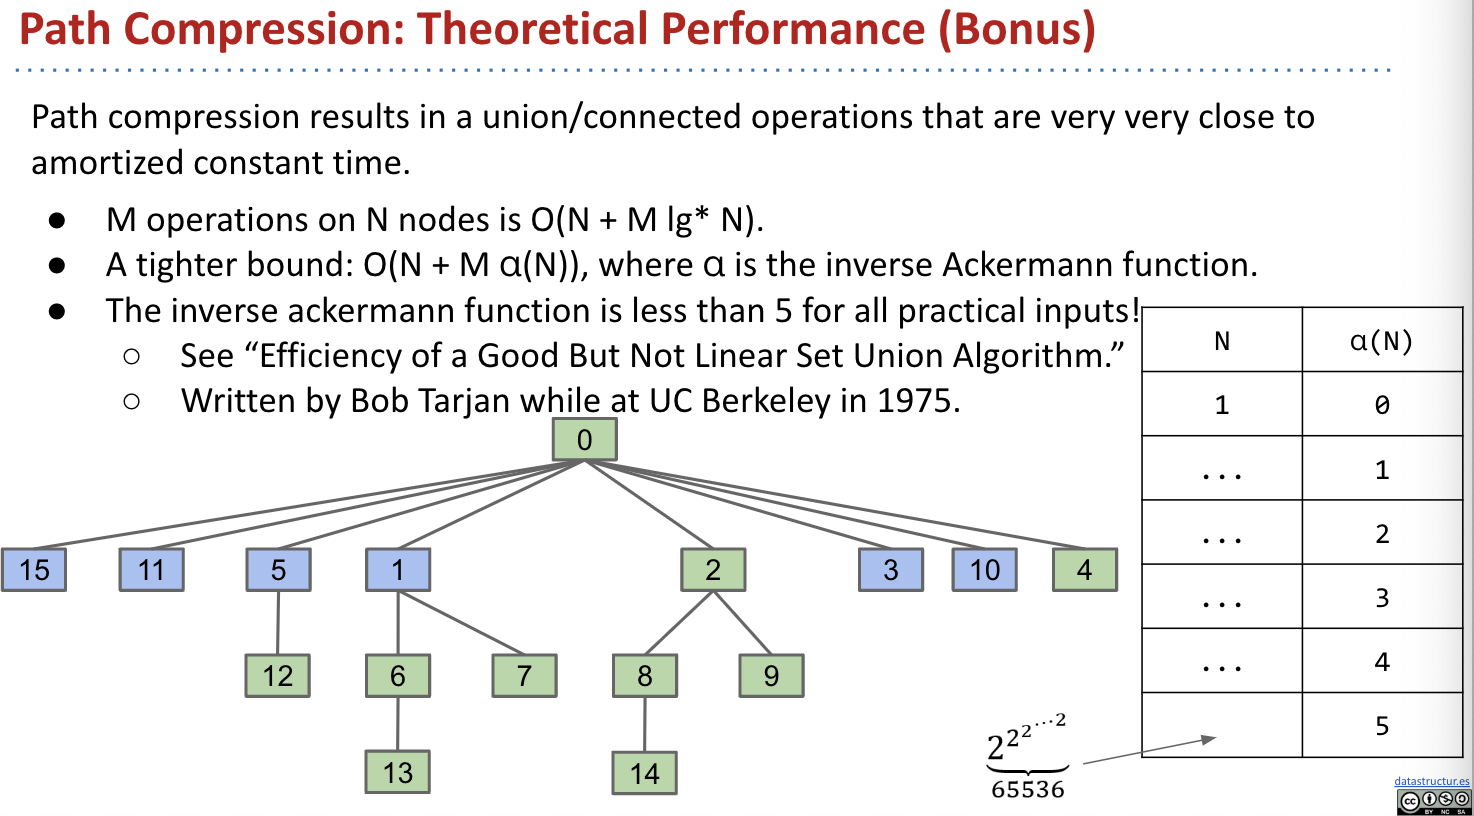 Path Compression: Theoretical Performance (Bonus)
Path compression results in a union/connected operations that are very very close to
amortized constant time.
● M operations on N nodes is O(N + M lg* N).
● A tighter bound: O(N + M α(N)), where α is the inverse Ackermann function.
● The inverse ackermann function is less than 5 for all practical inputs!
○ See “Efficiency of a Good But Not Linear Set Union Algorithm.”
○ Written by Bob Tarjan while at UC Berkeley in 1975.
N α(N)
1 0
... 1
... 2
... 3
... 4
5
0
15 11 5 1 2 3 10 4
12 6 7 8 9
13 14
2^2^2^⋯^2
65536
datastructur.es
cc BY NC SA